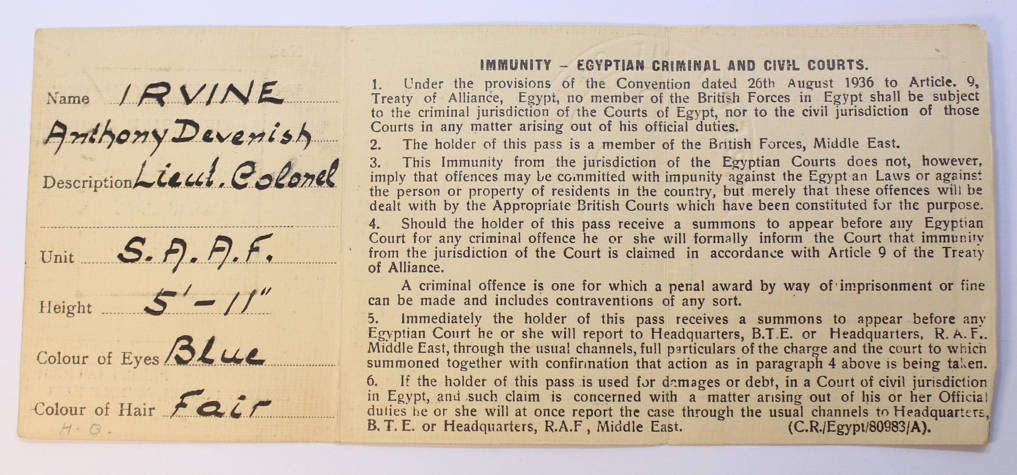 Name IRVINE
Anthony Devenish
Description Lieut. Colonel
Unit S.A.A.F.
Height 5'-11"
Colour of Eyes Blue
Colour of Hair Fair
H.Q.
IMMUNITY – EGYPTIAN CRIMINAL AND CIVIL COURTS.
1. Under the provisions of the Convention dated 26th August 1936 to Article. 9,
Treaty of Alliance, Egypt, no member of the British Forces in Egypt shall be subject
to the criminal jurisdiction of the Courts of Egypt, nor to the civil jurisdiction of those
Courts in any matter arising out of his official duties.
2. The holder of this pass is a member of the British Forces, Middle East.
3. This Immunity from the jurisdiction of the Egyptian Courts does not, however,
imply that offences may be committed with impunity against the Egyptian Laws or against
the person or property of residents in the country, but merely that these offences will be
dealt with by the Appropriate British Courts which have been constituted for the purpose.
4. Should the holder of this pass receive a summons to appear before any Egyptian
Court for any criminal offence he or she will formally inform the Court that immunity
from the jurisdiction of the Court is claimed in accordance with Article 9 of the Treaty
of Alliance.
A criminal offence is one for which a penal award by way of imprisonment or fine
can be made and includes contraventions of any sort.
5. Immediately the holder of this pass receives a summons to appear before any
Egyptian Court he or she will report to Headquarters, B.T.E. or Headquarters, R.A.F.,
Middle East, through the usual channels, full particulars of the charge and the court to which
summoned together with confirmation that action as in paragraph 4 above is being taken.
6. If the holder of this pass is used for damages or debt, in a Court of civil jurisdiction
in Egypt, and such claim is concerned with a matter arising out of his or her Official
duties he or she will at once report the case through the usual channels to Headquarters,
B. T. E. or Headquarters, R.A.F, Middle East. (C.R./Egypt/80983/A).